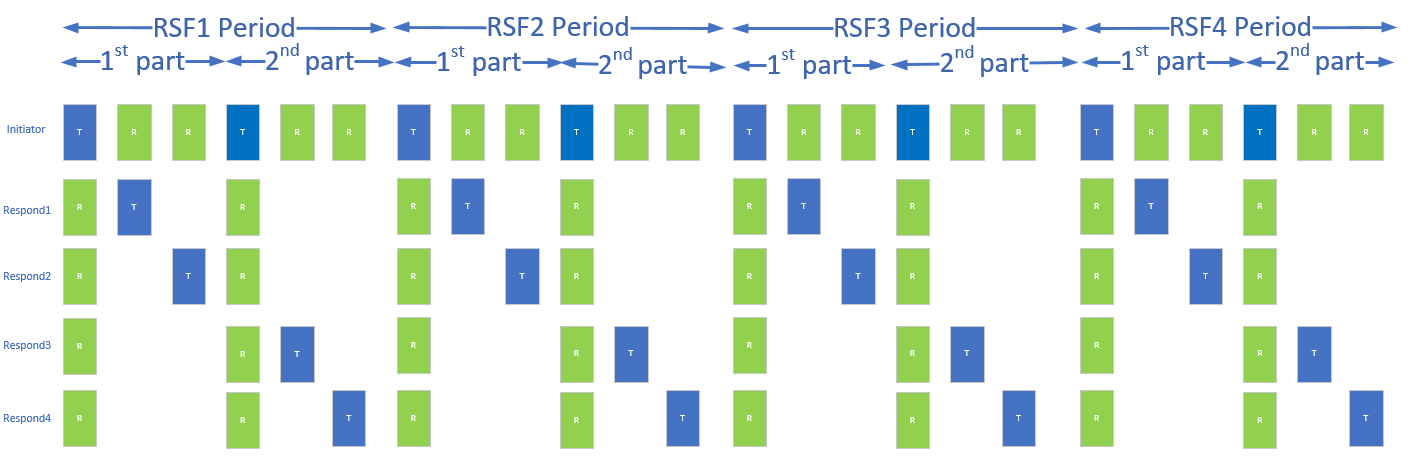 RSF1 Period RSF2 Period RSF3 Period RSF4 Period
1st part 2nd part 1st part 2nd part 1st part 2nd part 1st part 2nd part
Initiator T R R T R R T R R T R R T R R T R R T R R T R R
Respond1 R T R R T R R T R R T R
Respond2 R T R R T R R T R R T R
Respond3 R R T R R T R R T R R T
Respond4 R R T R R T R R T R R T